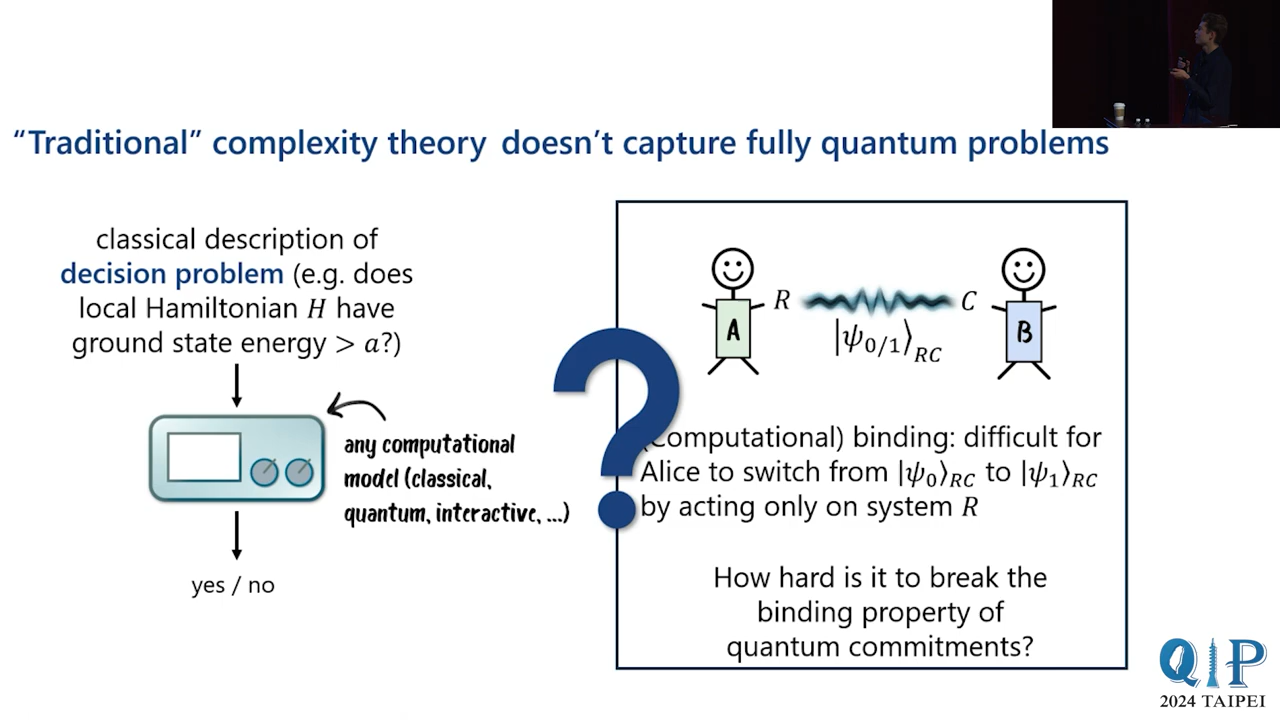 “Traditional” complexity theory doesn’t capture fully quantum problems
classical description of
decision problem (e.g. does
local Hamiltonian H have
ground state energy > a?)
any computational
model (classical,
quantum, interactive, ...)
yes / no
A
R
C
B
|ψ0/1⟩RC
?
(Computational) binding: difficult for
Alice to switch from |ψ0⟩RC to |ψ1⟩RC
by acting only on system R
How hard is it to break the
binding property of
quantum commitments?
QIP
2024 TAIPEI